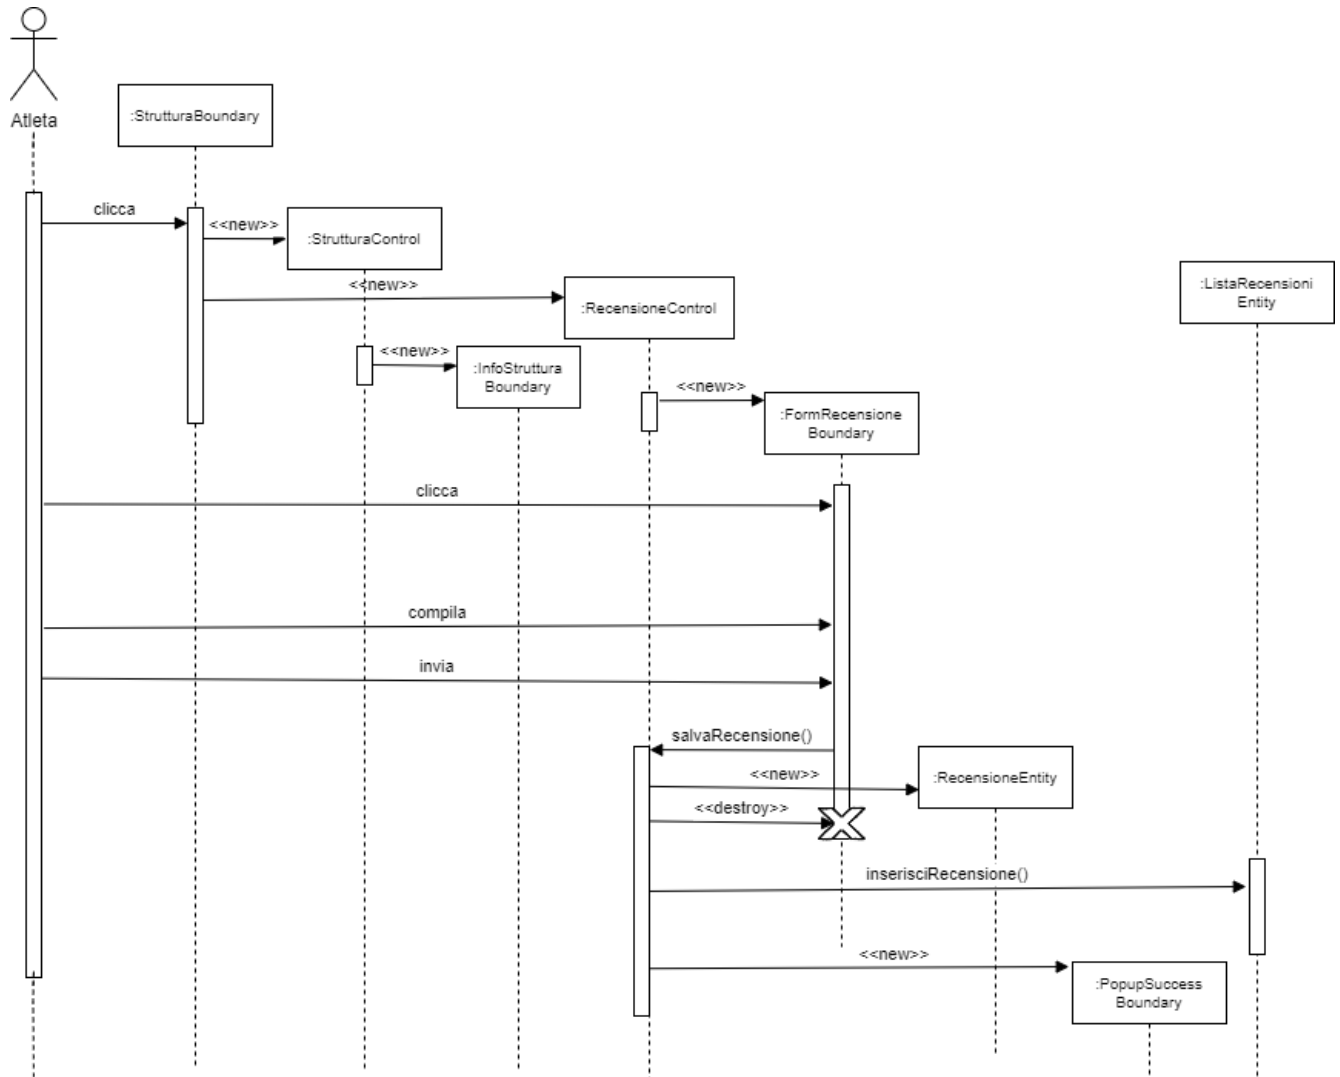 Atleta
:StrutturaBoundary
clicca
<<new>>
:StrutturaControl
<<new>>
:RecensioneControl
:ListaRecensioni
Entity
<<new>>
:InfoStruttura
Boundary
<<new>>
:FormRecensione
Boundary
clicca
compila
invia
salvaRecensione()
<<new>>
:RecensioneEntity
<<destroy>>
inserisciRecensione()
<<new>>
:PopupSuccess
Boundary